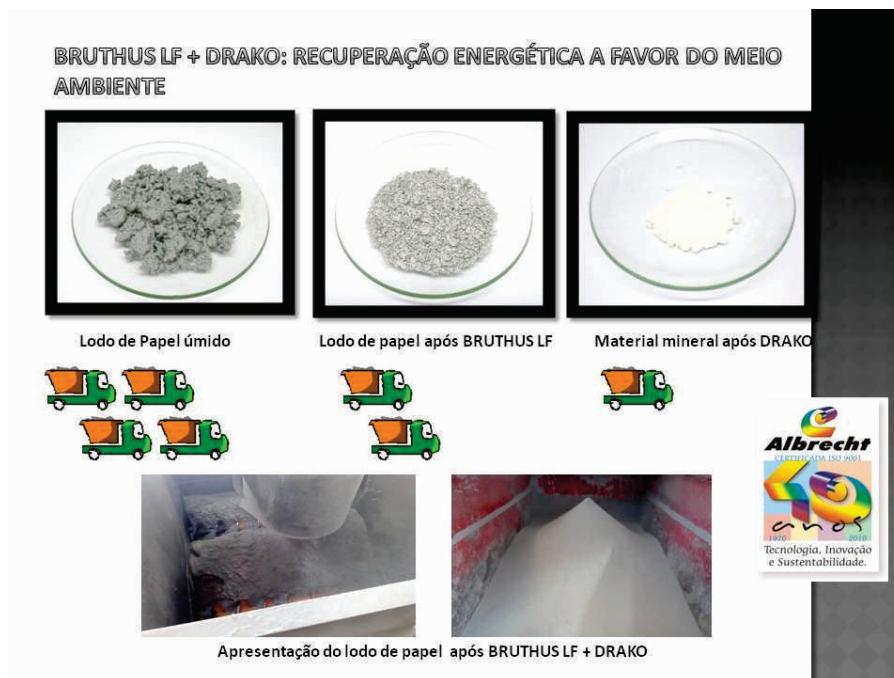 BRUTHUS LF + DRAKO: RECUPERAÇÃO ENERGÉTICA A FAVOR DO MEIO
AMBIENTE
Lodo de Papel úmido
Lodo de papel após BRUTHUS LF
Material mineral após DRAKO
Albrecht
CERTIFICADA ISO 9001
40
anos
1970 2010
Tecnologia, Inovação
e Sustentabilidade.
Apresentação do lodo de papel após BRUTHUS LF + DRAKO